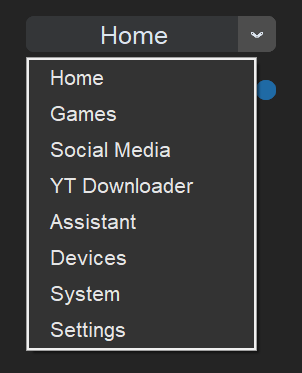 Home
Home
Games
Social Media
YT Downloader
Assistant
Devices
System
Settings